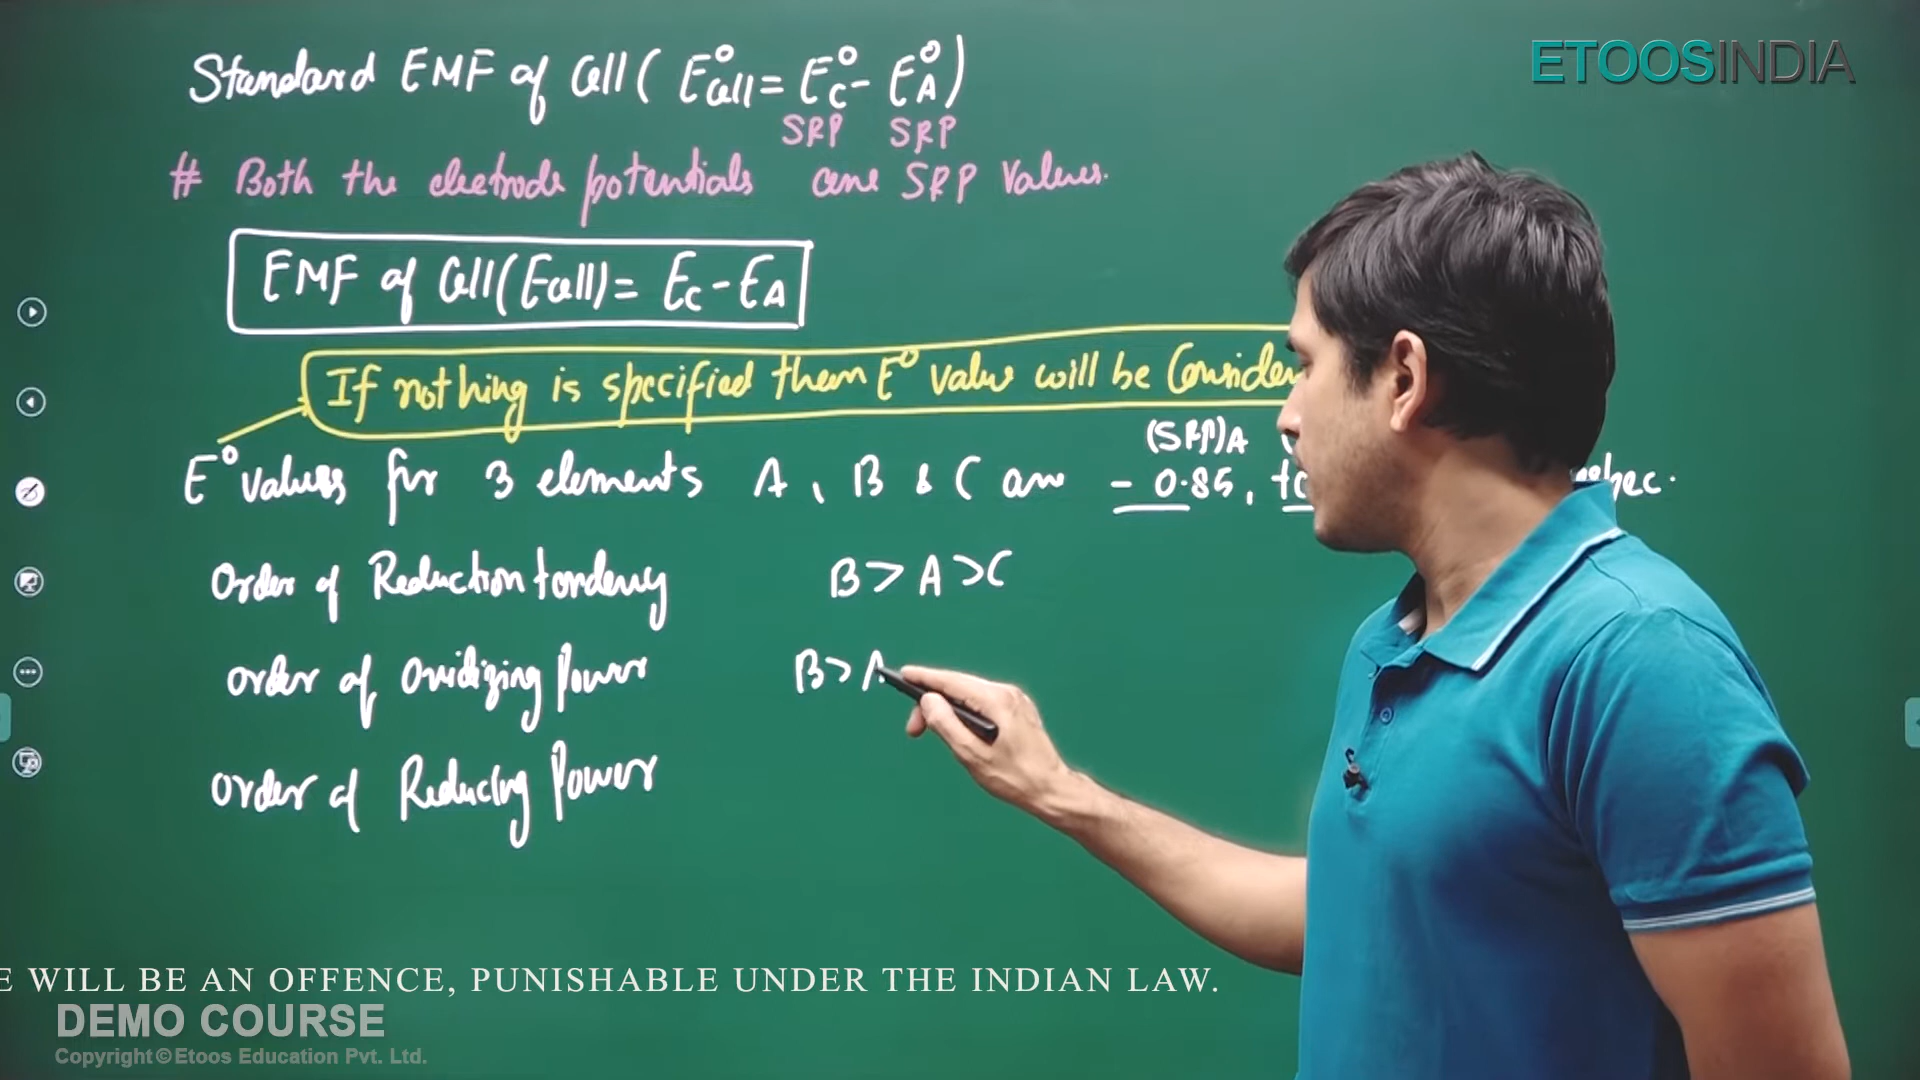 Standard EMF of Cell ( E°Cell = E°C - E°A )
SRP SRP
# Both the electrode potentials are SRP Values.
EMF of Cell (Ecell) = EC - EA
If nothing is specified them E° value will be Consider
(SRP)A
E° values for 3 elements A, B & C are - 0.85,
Order of Reduction tendency B > A > C
order of Oxidizing Power B > A
order of Reducing Power
ETOOSINDIA
E WILL BE AN OFFENCE, PUNISHABLE UNDER THE INDIAN LAW.
DEMO COURSE
Copyright©Etoos Education Pvt. Ltd.